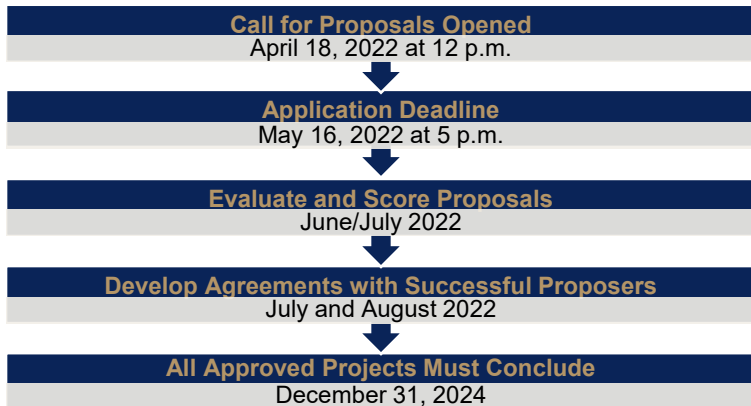 Call for Proposals Opened
April 18, 2022 at 12 p.m.
Application Deadline
May 16, 2022 at 5 p.m.
Evaluate and Score Proposals
June/July 2022
Develop Agreements with Successful Proposers
July and August 2022
All Approved Projects Must Conclude
December 31, 2024